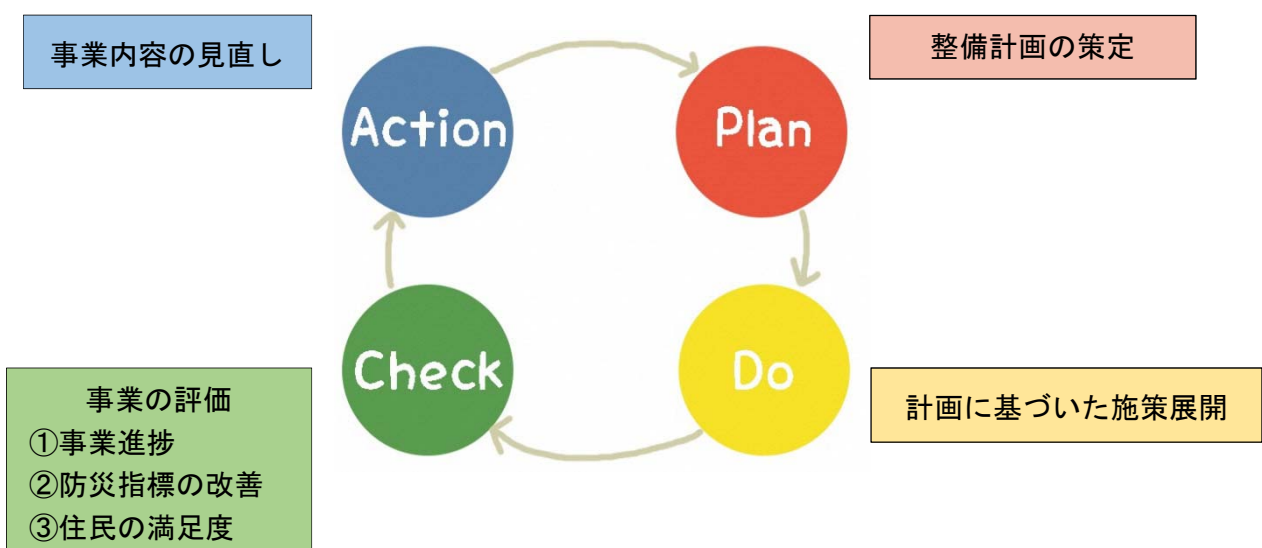 事業内容の見直し
整備計画の策定
Action
Plan
Check
Do
事業の評価
①事業進捗
②防災指標の改善
③住民の満足度
計画に基づいた施策展開